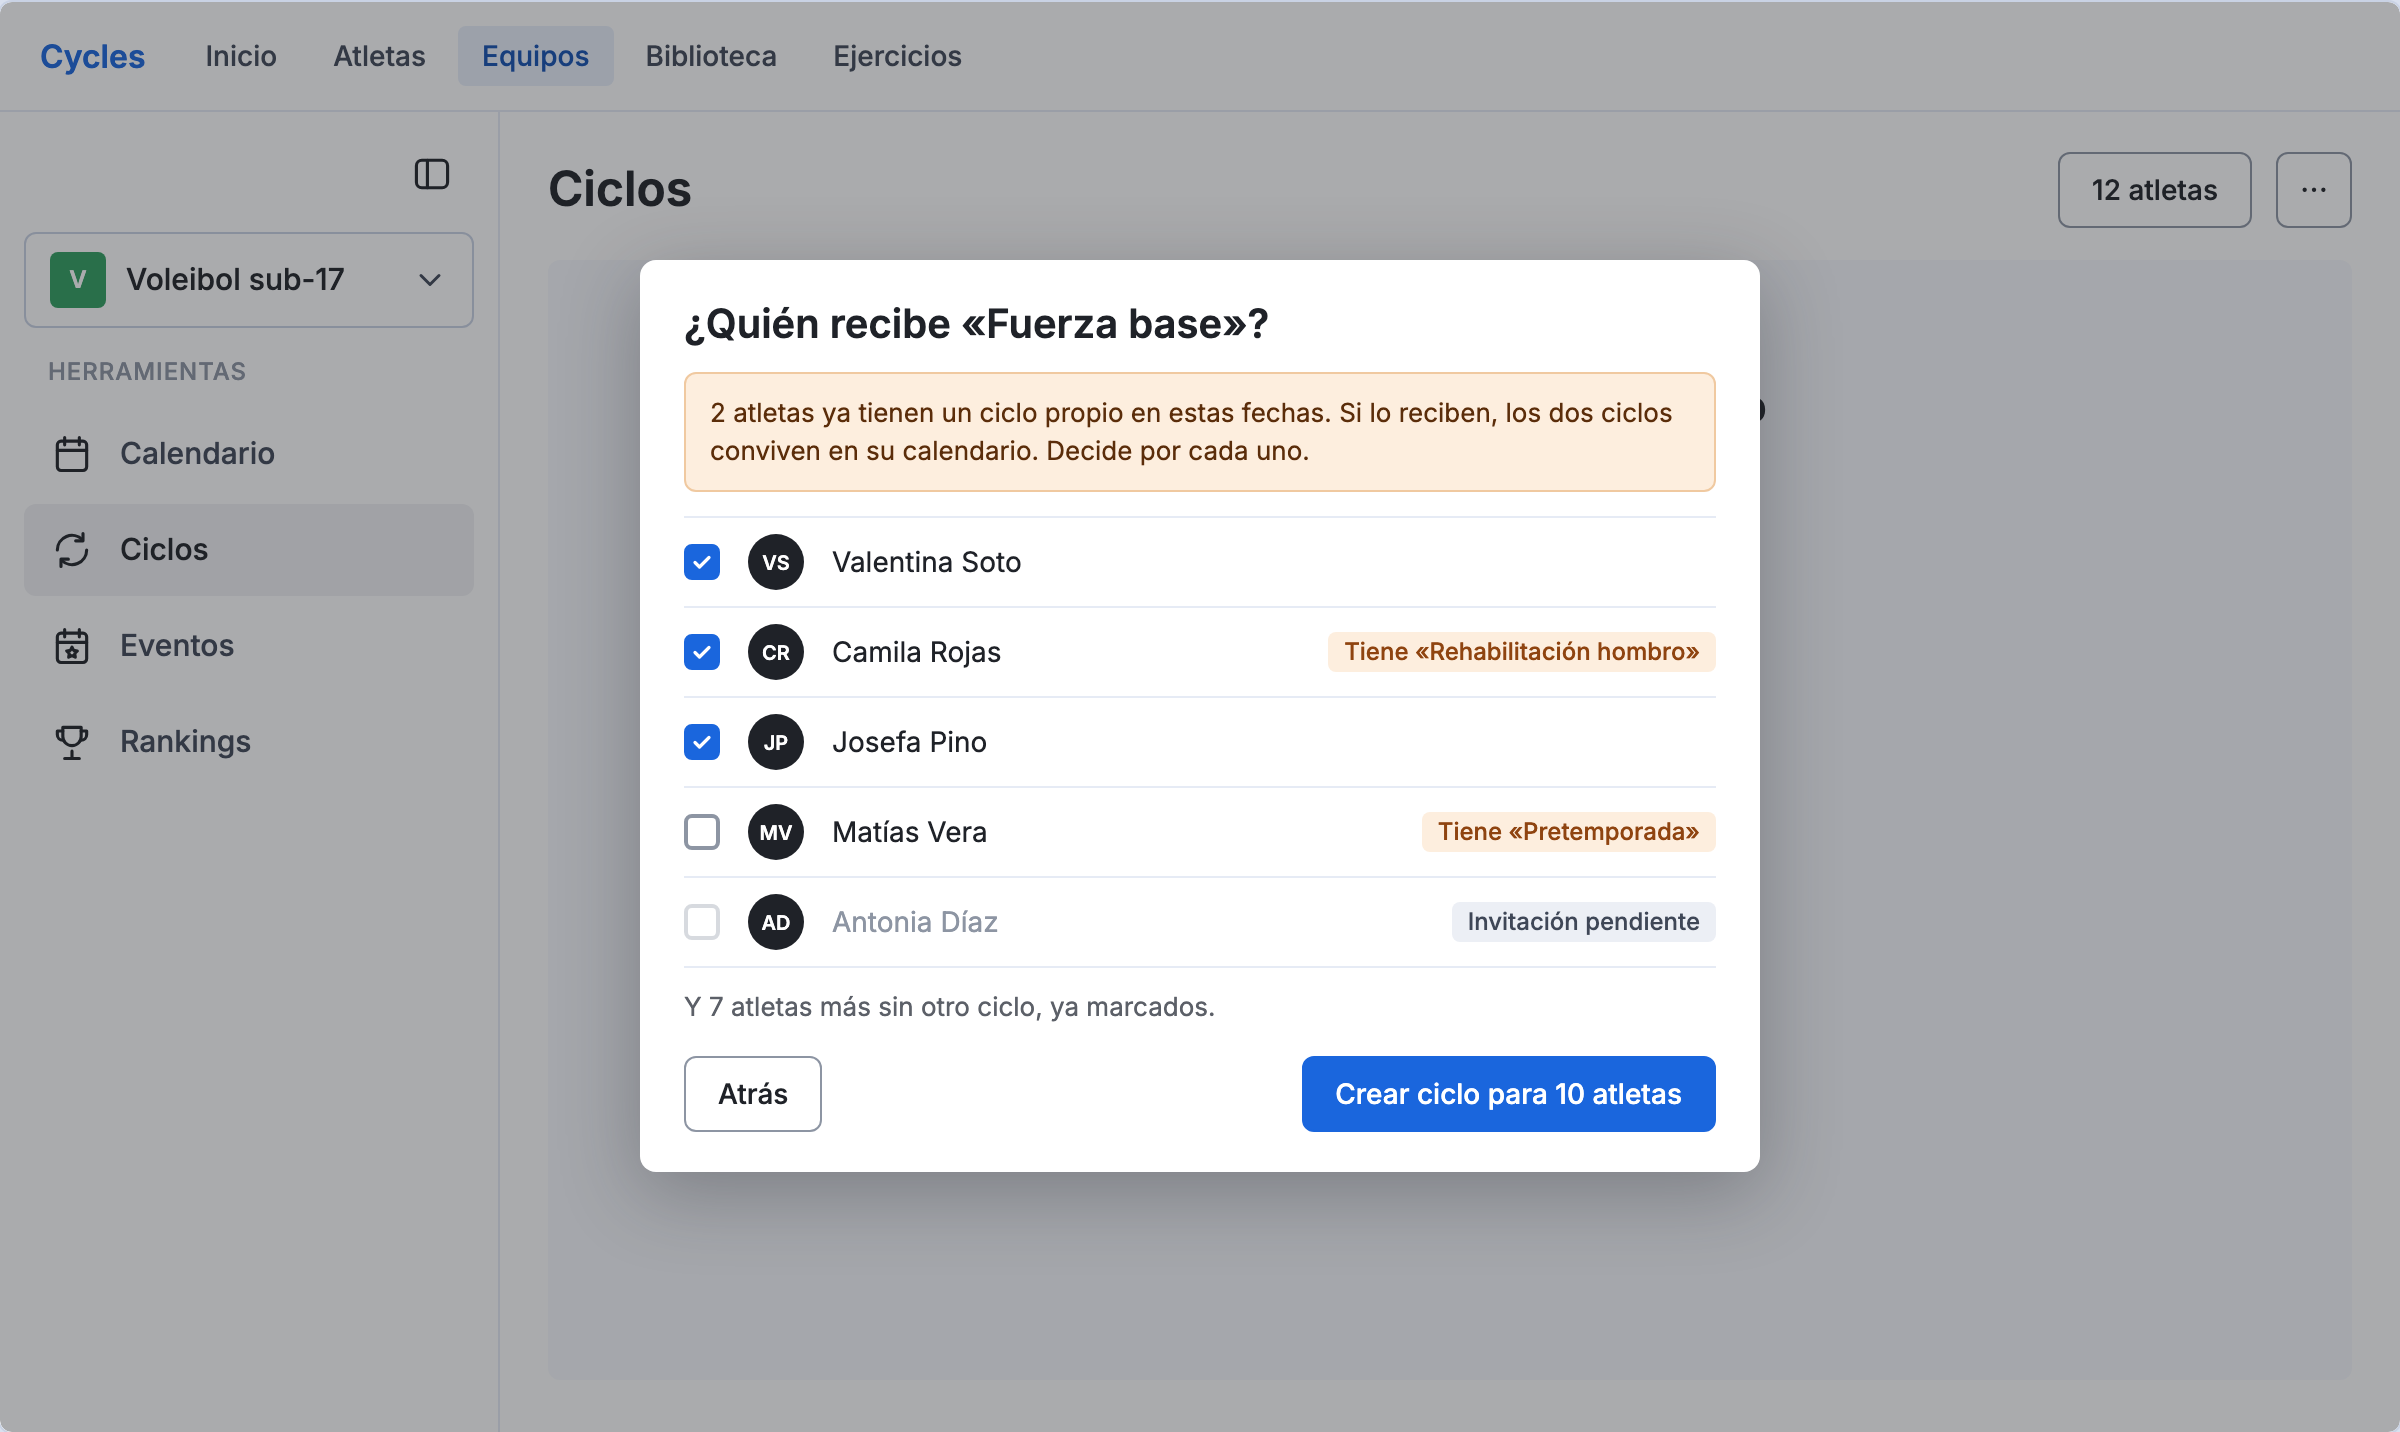 Cycles
Inicio
Atletas
Equipos
Biblioteca
Ejercicios
V
Voleibol sub-17
HERRAMIENTAS
Calendario
Ciclos
Eventos
Rankings
Ciclos
12 atletas
...
¿Quién recibe «Fuerza base»?
2 atletas ya tienen un ciclo propio en estas fechas. Si lo reciben, los dos ciclos
conviven en su calendario. Decide por cada uno.
VS Valentina Soto
CR Camila Rojas Tiene «Rehabilitación hombro»
JP Josefa Pino
MV Matías Vera Tiene «Pretemporada»
AD Antonia Díaz Invitación pendiente
Y 7 atletas más sin otro ciclo, ya marcados.
Atrás
Crear ciclo para 10 atletas